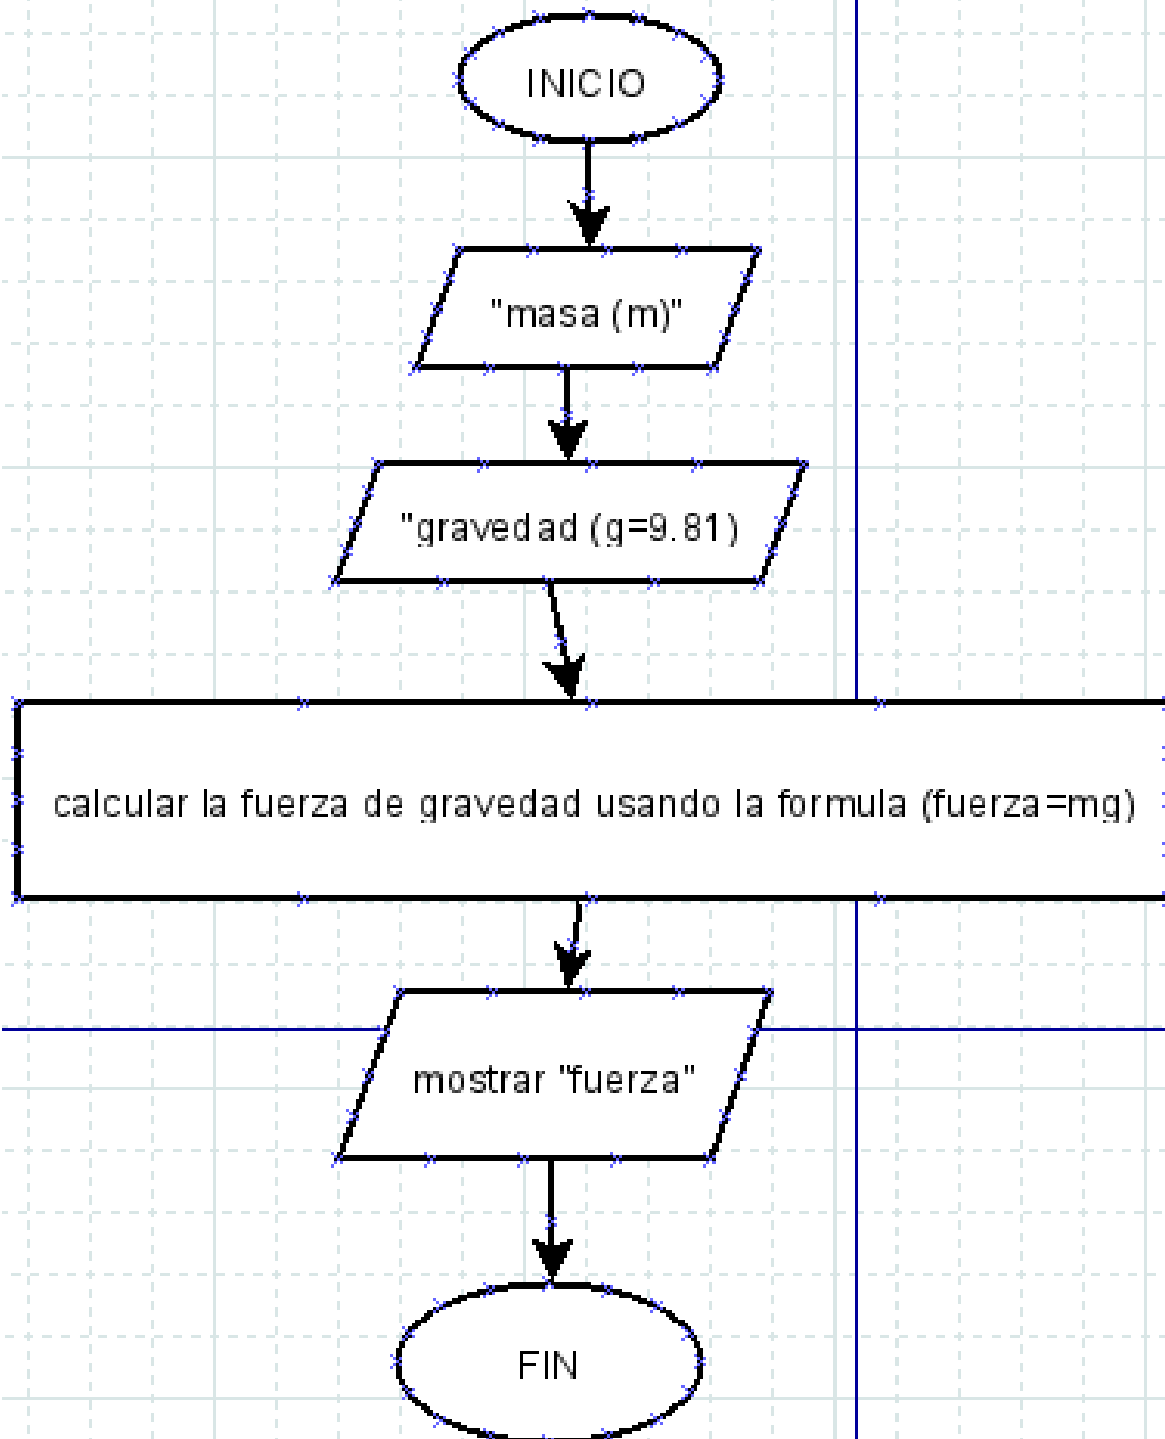 INICIO
"masa (m)"
"gravedad (g=9.81)
calcular la fuerza de gravedad usando la formula (fuerza=mg)
mostrar "fuerza"
FIN